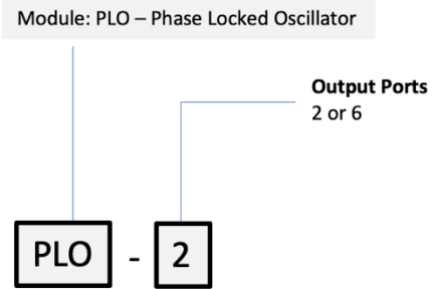 Module: PLO – Phase Locked Oscillator
Output Ports
2 or 6
PLO - 2